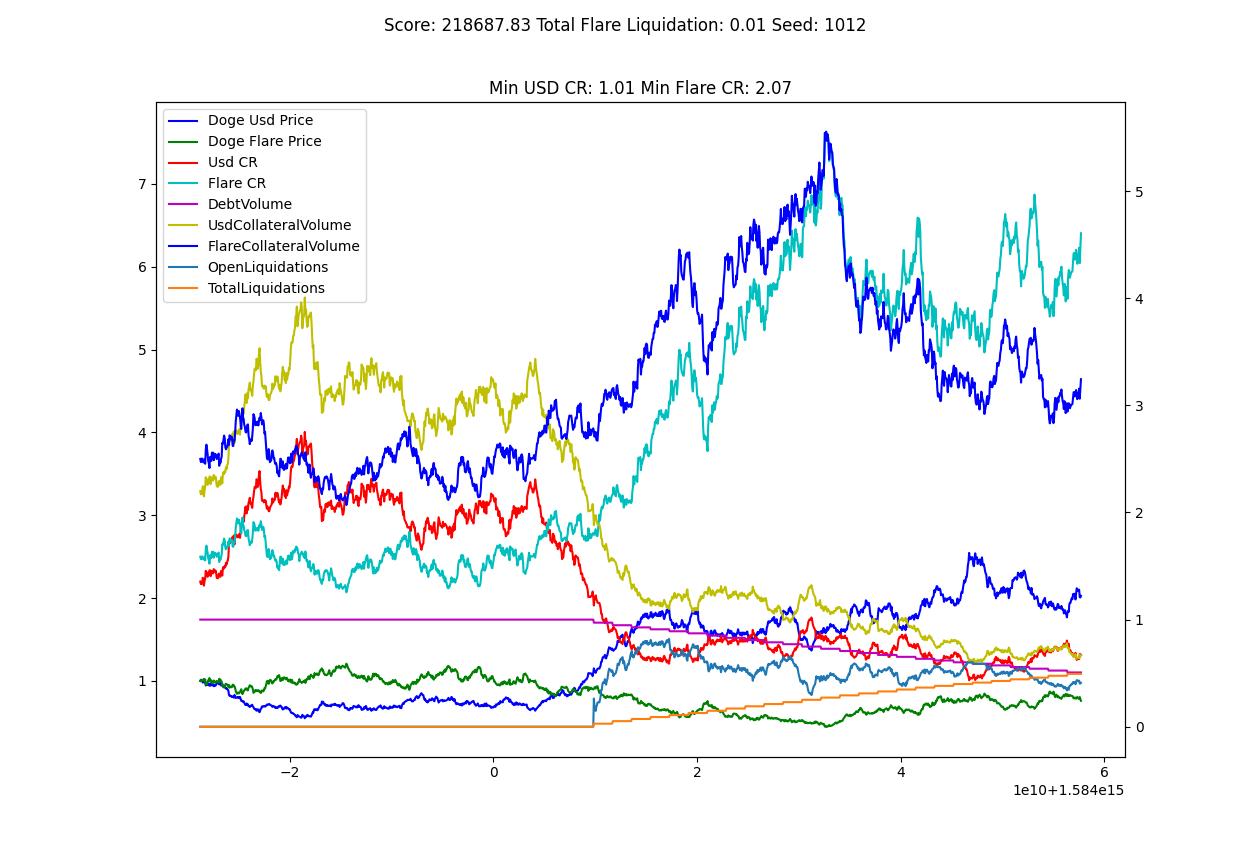 Score: 218687.83 Total Flare Liquidation: 0.01 Seed: 1012
Min USD CR: 1.01 Min Flare CR: 2.07
Doge Usd Price
Doge Flare Price
Usd CR
Flare CR
DebtVolume
UsdCollateralVolume
FlareCollateralVolume
OpenLiquidations
TotalLiquidations
7
6
5
4
3
2
1
5
4
3
2
1
0
−2 0 2 4 6
1e10+1.584e15